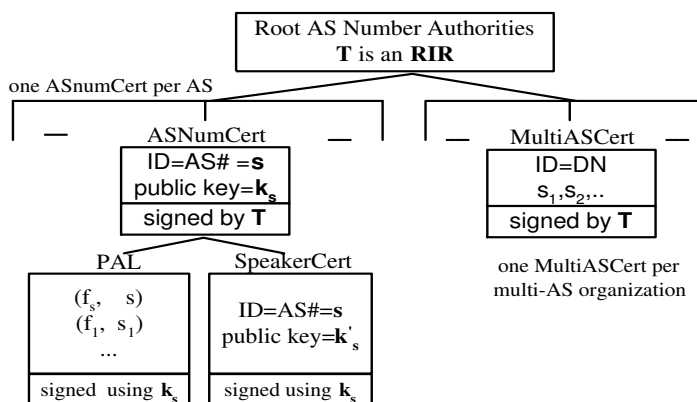 Root AS Number Authorities
T is an RIR
one ASnumCert per AS
ASNumCert
ID=AS# =s
public key=kₛ
signed by T
MultiASCert
ID=DN
s₁,s₂,..
signed by T
one MultiASCert per
multi-AS organization
PAL
(fₛ, s)
(f₁, s₁)
...
signed using kₛ
SpeakerCert
ID=AS#=s
public key=k'ₛ
signed using kₛ